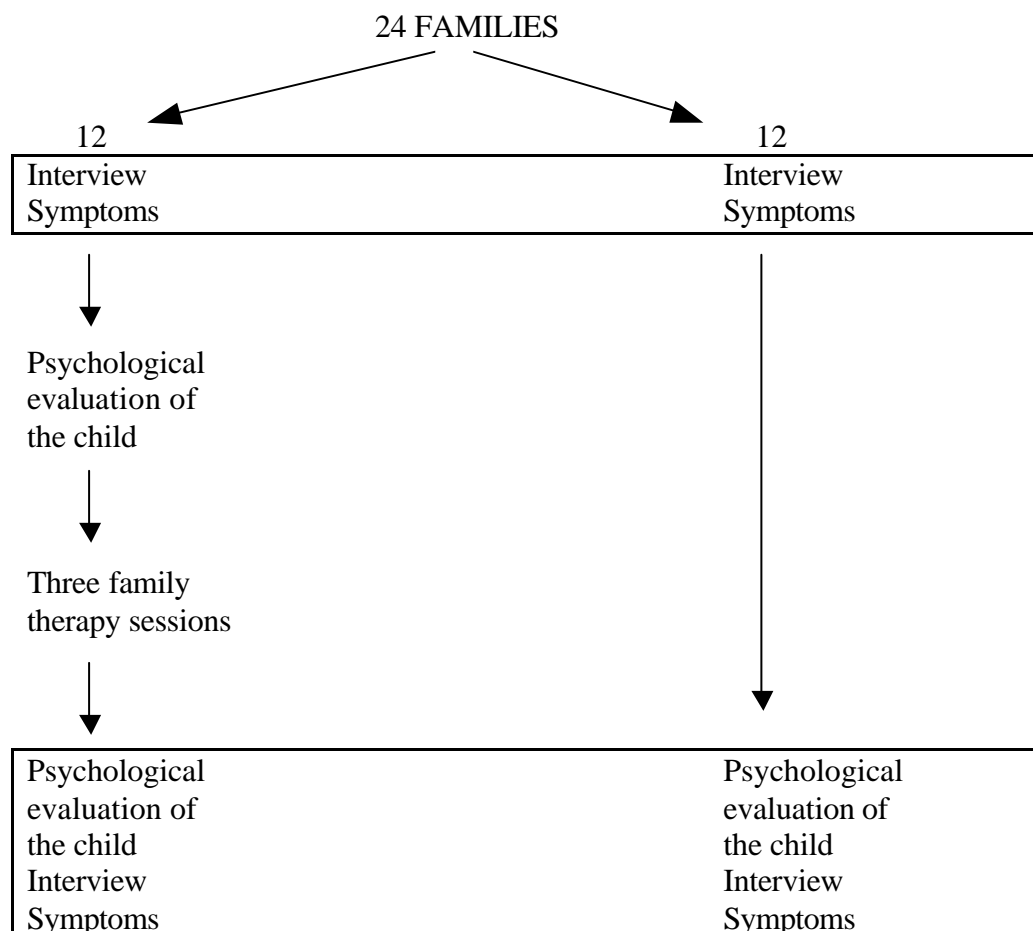 24 FAMILIES
12
12
Interview
Symptoms
Interview
Symptoms
Psychological
evaluation of
the child
Three family
therapy sessions
Psychological
evaluation of
the child
Interview
Symptoms
Psychological
evaluation of
the child
Interview
Symptoms